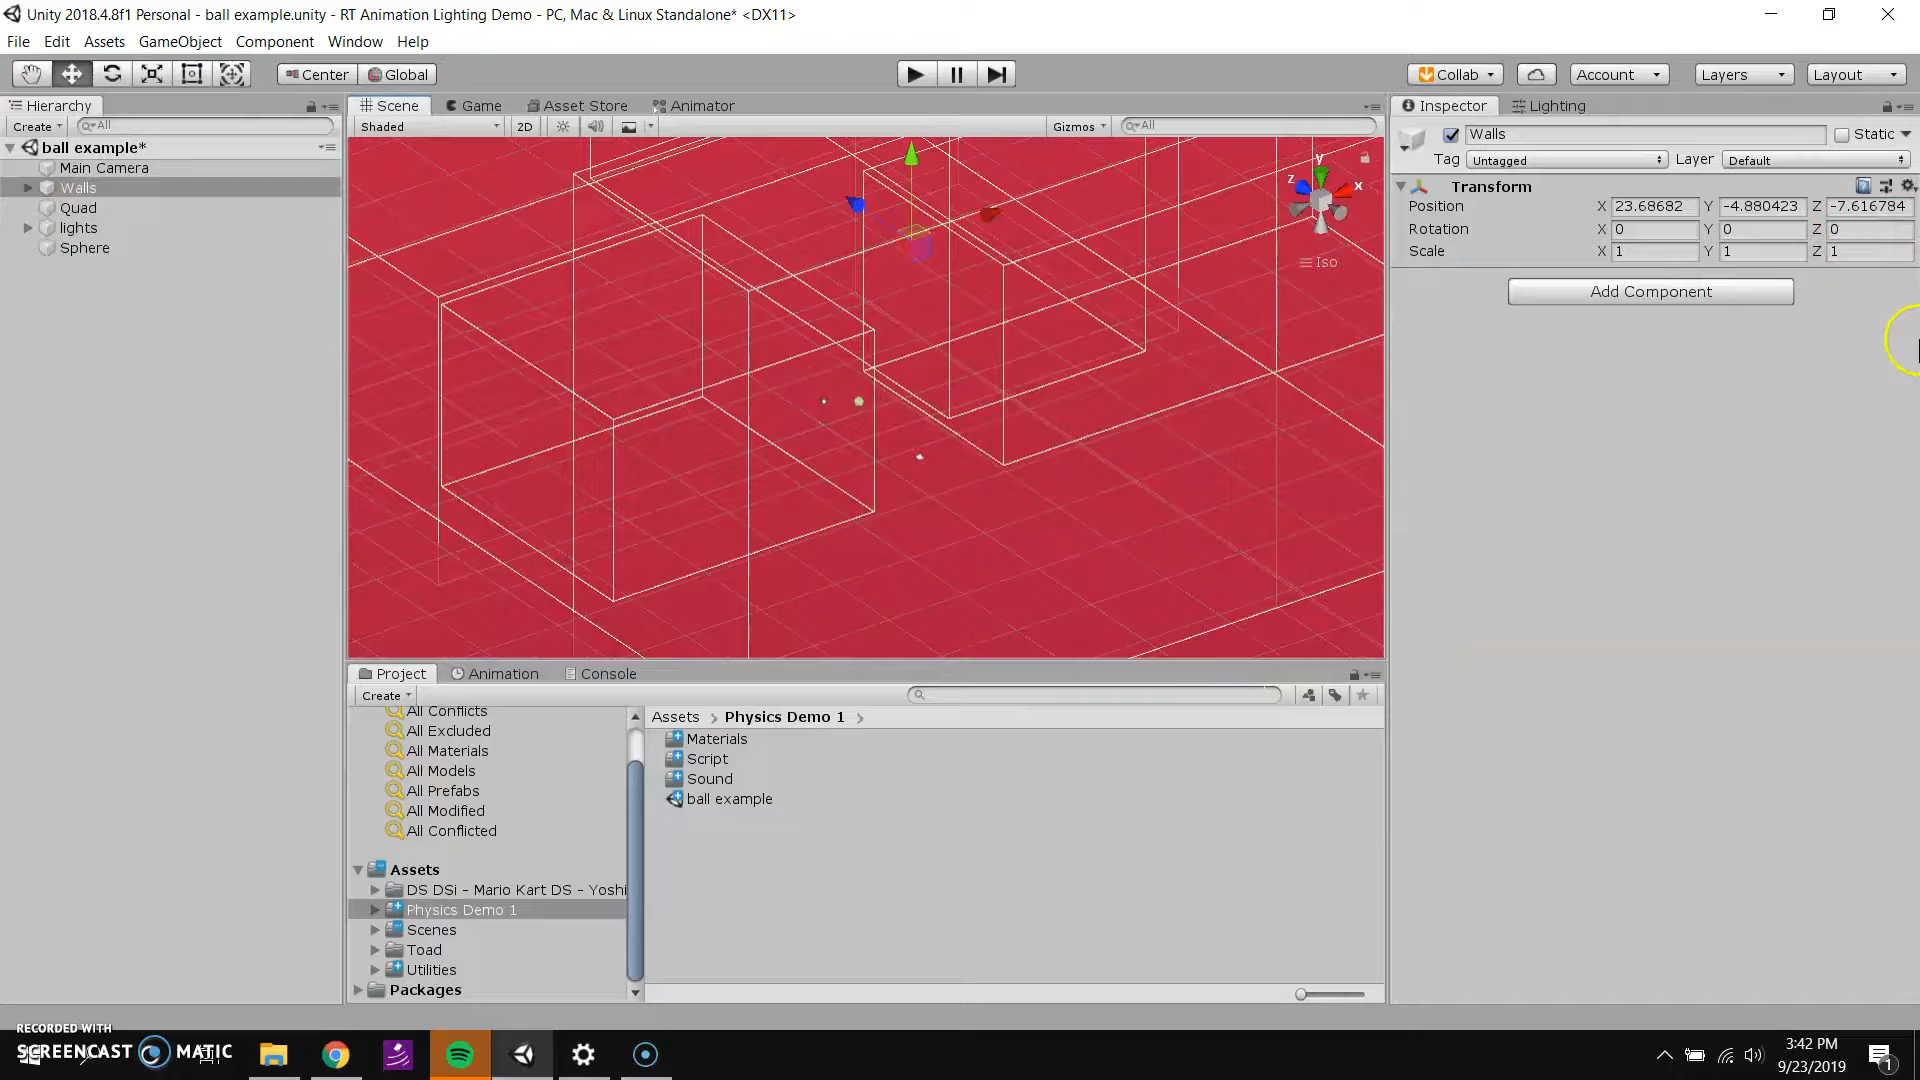 Unity 2018.4.8f1 Personal - ball example.unity - RT Animation Lighting Demo - PC, Mac & Linux Standalone* <DX11>
File Edit Assets GameObject Component Window Help
Center Global Collab Account Layers Layout
Hierarchy Scene Game Asset Store Animator Inspector Lighting
Create All Shaded 2D Gizmos All
Walls Static
ball example*
Main Camera
Walls
Quad
lights
Sphere
Tag Untagged Layer Default
Transform
Position X 23.68682 Y -4.880423 Z -7.616784
Rotation X 0 Y 0 Z 0
Scale X 1 Y 1 Z 1
Add Component
y
z x
Iso
Project Animation Console
Create
All Conflicts
All Excluded
All Materials
All Models
All Prefabs
All Modified
All Conflicted
Assets
DS DSi - Mario Kart DS - Yoshi
Physics Demo 1
Scenes
Toad
Utilities
Packages
Assets > Physics Demo 1 >
Materials
Script
Sound
ball example
RECORDED WITH
SCREENCAST MATIC
3:42 PM
9/23/2019
1